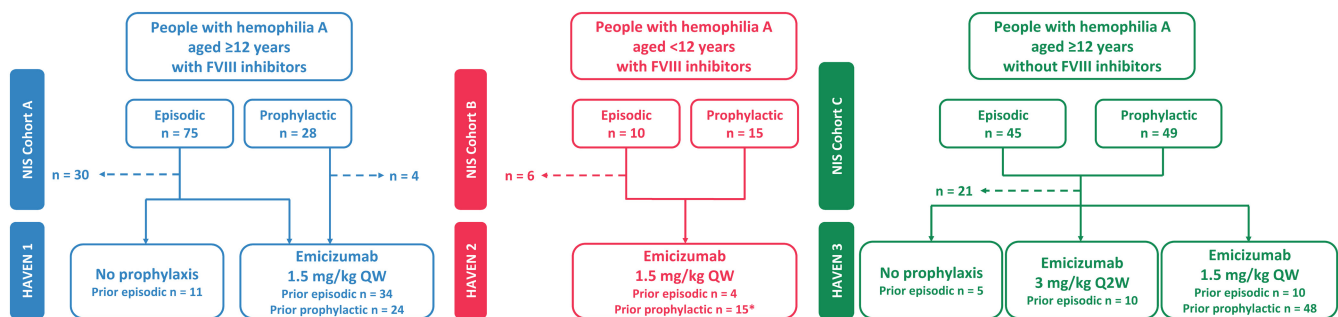 People with hemophilia A
aged ≥12 years
with FVIII inhibitors
NIS Cohort A
Episodic
n = 75
Prophylactic
n = 28
n = 30
n = 4
HAVEN 1
No prophylaxis
Prior episodic n = 11
Emicizumab
1.5 mg/kg QW
Prior episodic n = 34
Prior prophylactic n = 24
People with hemophilia A
aged <12 years
with FVIII inhibitors
NIS Cohort B
Episodic
n = 10
Prophylactic
n = 15
n = 6
HAVEN 2
Emicizumab
1.5 mg/kg QW
Prior episodic n = 4
Prior prophylactic n = 15*
People with hemophilia A
aged ≥12 years
without FVIII inhibitors
NIS Cohort C
Episodic
n = 45
Prophylactic
n = 49
n = 21
HAVEN 3
No prophylaxis
Prior episodic n = 5
Emicizumab
3 mg/kg Q2W
Prior episodic n = 10
Emicizumab
1.5 mg/kg QW
Prior episodic n = 10
Prior prophylactic n = 48